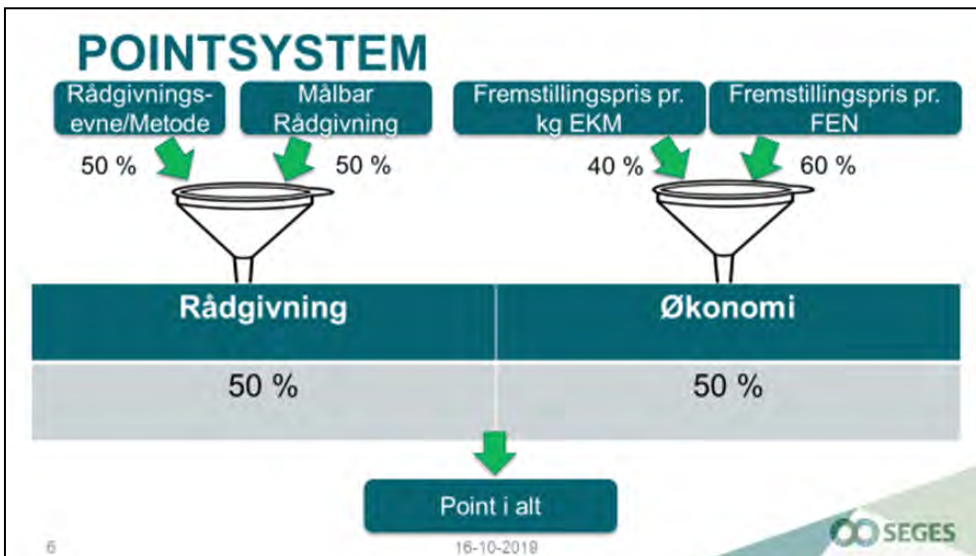 POINTSYSTEM
Rådgivnings-
evne/Metode
Målbar
Rådgivning
Fremstillingspris pr.
kg EKM
Fremstillingspris pr.
FEN
50 %
50 %
40 %
60 %
Rådgivning
Økonomi
50 %
50 %
Point i alt
6
16-10-2019
SEGES